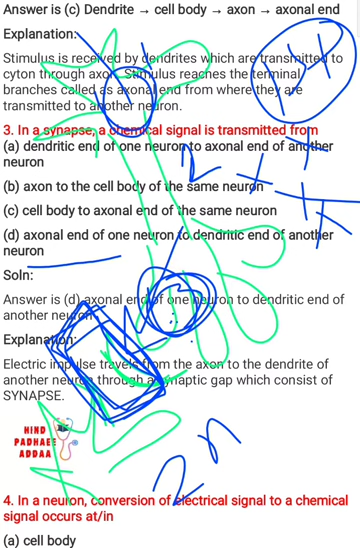 Answer is (c) Dendrite → cell body → axon → axonal end
Explanation:
Stimulus is received by dendrites which are transmitted to
cyton through axon. Stimulus reaches the terminal
branches called as axonal end from where they are
transmitted to another neuron.
3. In a synapse, a chemical signal is transmitted from
(a) dendritic end of one neuron to axonal end of another
neuron
(b) axon to the cell body of the same neuron
(c) cell body to axonal end of the same neuron
(d) axonal end of one neuron to dendritic end of another
neuron
Soln:
Answer is (d) axonal end of one neuron to dendritic end of
another neuron
Explanation:
Electric impulse travels from the axon to the dendrite of
another neuron through a synaptic gap which consist of
SYNAPSE.
HIND
PADHAEE
ADDAA
4. In a neuron, conversion of electrical signal to a chemical
signal occurs at/in
(a) cell body